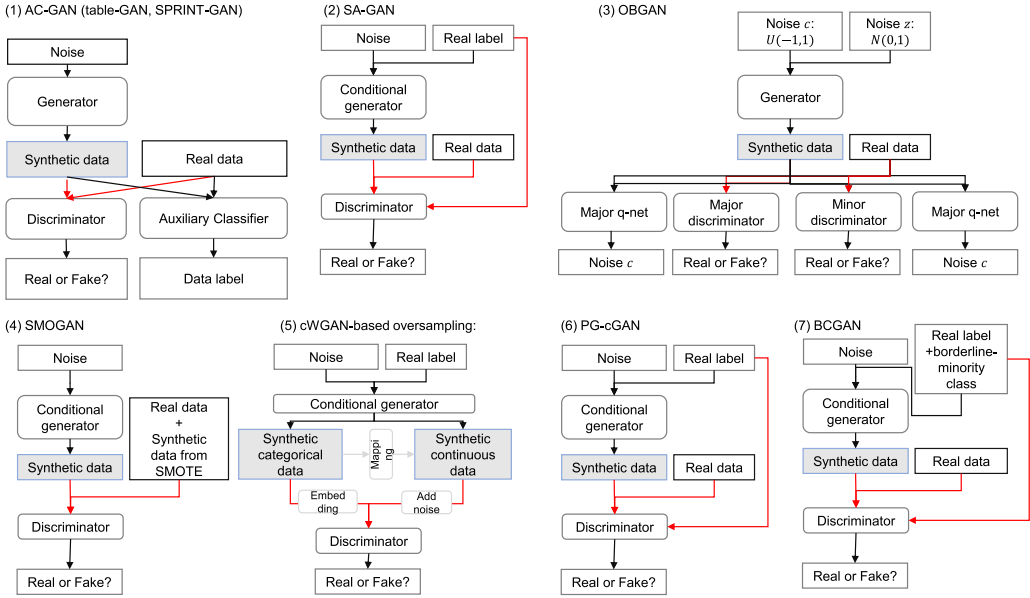 (1) AC-GAN (table-GAN, SPRINT-GAN)
Noise
Generator
Synthetic data
Real data
Discriminator
Auxiliary Classifier
Real or Fake?
Data label
(2) SA-GAN
Noise
Real label
Conditional
generator
Synthetic data
Real data
Discriminator
Real or Fake?
(3) OBGAN
Noise c:
U(−1,1)
Noise z:
N(0,1)
Generator
Synthetic data
Real data
Major q-net
Major
discriminator
Minor
discriminator
Major q-net
Noise c
Real or Fake?
Real or Fake?
Noise c
(4) SMOGAN
Noise
Conditional
generator
Real data
+
Synthetic
data from
SMOTE
Synthetic data
Discriminator
Real or Fake?
(5) cWGAN-based oversampling:
Noise
Real label
Conditional generator
Synthetic
categorical
data
Mappi
ng
Synthetic
continuous
data
Embed
ding
Add
noise
Discriminator
Real or Fake?
(6) PG-cGAN
Noise
Real label
Conditional
generator
Synthetic data
Real data
Discriminator
Real or Fake?
(7) BCGAN
Noise
Real label
+borderline-
minority
class
Conditional
generator
Synthetic data
Real data
Discriminator
Real or Fake?